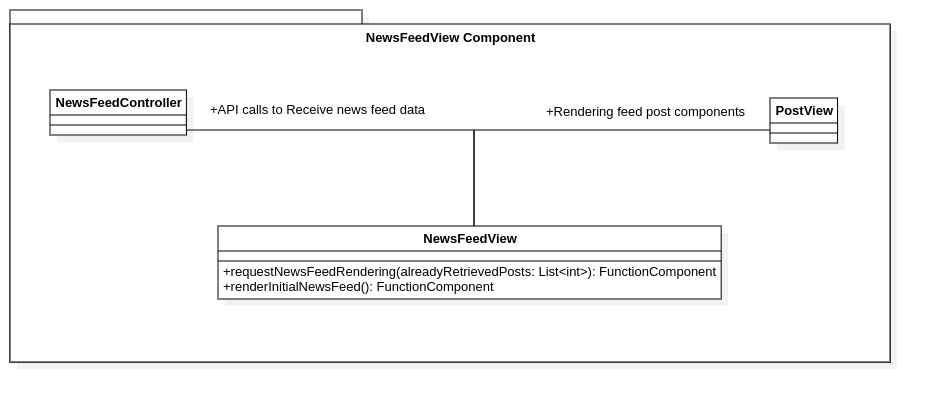 NewsFeedView Component
NewsFeedController
+API calls to Receive news feed data
+Rendering feed post components
PostView
NewsFeedView
+requestNewsFeedRendering(alreadyRetrievedPosts: List<int>): FunctionComponent
+renderInitialNewsFeed(): FunctionComponent